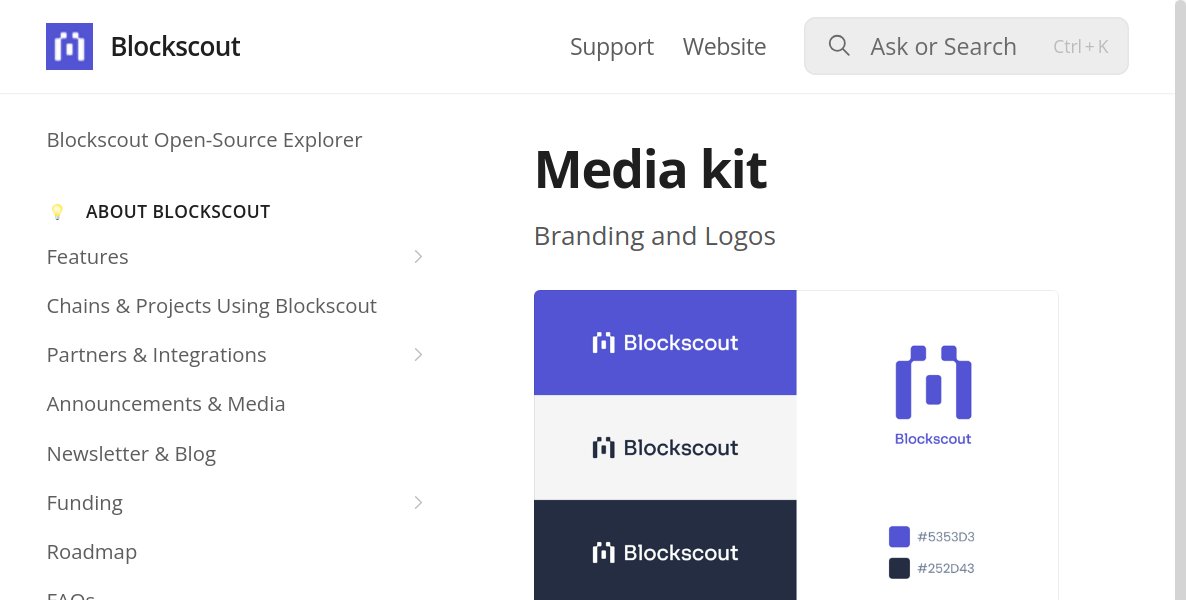 Blockscout
Support
Website
Ask or Search
Ctrl + K
Blockscout Open-Source Explorer
💡 ABOUT BLOCKSCOUT
Features
Chains & Projects Using Blockscout
Partners & Integrations
Announcements & Media
Newsletter & Blog
Funding
Roadmap
FAQs
Media kit
Branding and Logos
Blockscout
Blockscout
Blockscout
Blockscout
#5353D3
#252D43